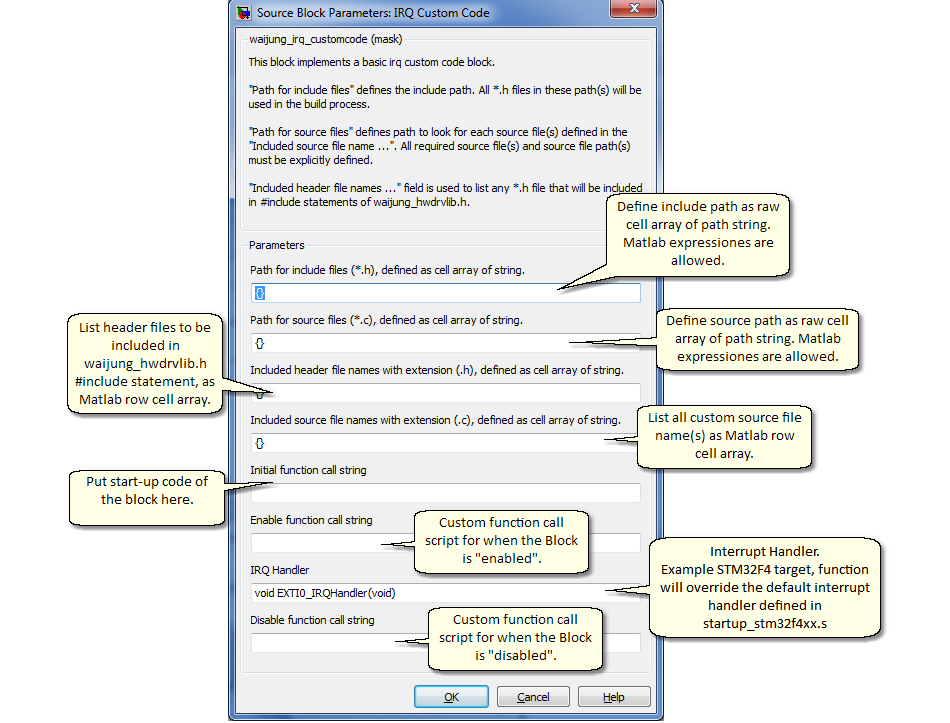 Source Block Parameters: IRQ Custom Code
waijung_irq_customcode (mask)
This block implements a basic irq custom code block.
"Path for include files" defines the include path. All *.h files in these path(s) will be
used in the build process.
"Path for source files" defines path to look for each source file(s) defined in the
"Included source file name ...". All required source file(s) and source file path(s)
must be explicitly defined.
"Included header file names ..." field is used to list any *.h file that will be included
in #include statements of waijung_hwdrvlib.h.
Define include path as raw
cell array of path string.
Matlab expressiones are
allowed.
Parameters
Path for include files (*.h), defined as cell array of string.
{}
Path for source files (*.c), defined as cell array of string.
{}
Define source path as raw cell
array of path string. Matlab
expressiones are allowed.
List header files to be
included in
waijung_hwdrvlib.h
#include statement, as
Matlab row cell array.
Included header file names with extension (.h), defined as cell array of string.
{}
Included source file names with extension (.c), defined as cell array of string.
{}
List all custom source file
name(s) as Matlab row
cell array.
Initial function call string
Put start-up code of
the block here.
Enable function call string
Custom function call
script for when the Block
is "enabled".
IRQ Handler
void EXTI0_IRQHandler(void)
Interrupt Handler.
Example STM32F4 target, function
will override the default interrupt
handler defined in
startup_stm32f4xx.s
Disable function call string
Custom function call
script for when the Block
is "disabled".
OK
Cancel
Help